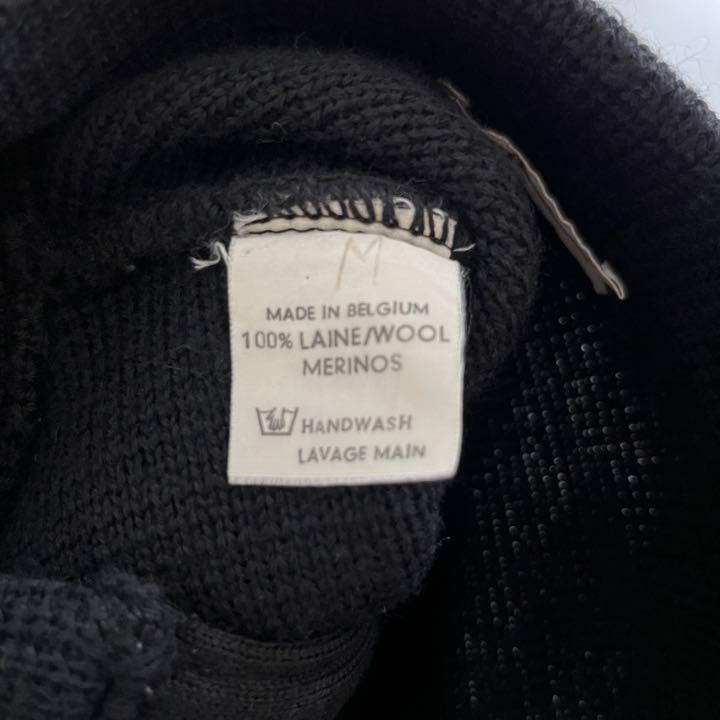 M
MADE IN BELGIUM
100% LAINE/WOOL
MERINOS
HANDWASH
LAVAGE MAIN